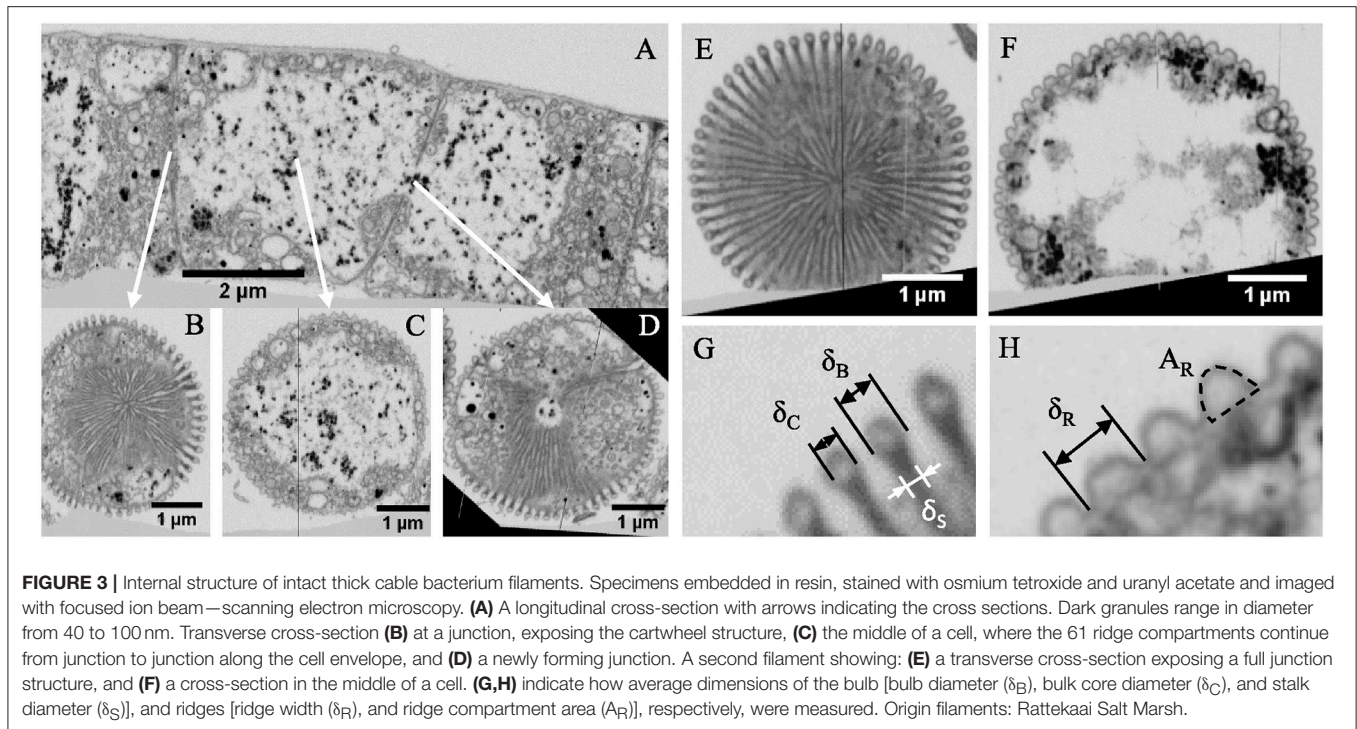 A
2 µm
B
1 µm
C
1 µm
D
1 µm
E
1 µm
F
1 µm
G
δB
δC
δS
H
AR
δR
FIGURE 3 | Internal structure of intact thick cable bacterium filaments. Specimens embedded in resin, stained with osmium tetroxide and uranyl acetate and imaged
with focused ion beam—scanning electron microscopy. (A) A longitudinal cross-section with arrows indicating the cross sections. Dark granules range in diameter
from 40 to 100 nm. Transverse cross-section (B) at a junction, exposing the cartwheel structure, (C) the middle of a cell, where the 61 ridge compartments continue
from junction to junction along the cell envelope, and (D) a newly forming junction. A second filament showing: (E) a transverse cross-section exposing a full junction
structure, and (F) a cross-section in the middle of a cell. (G,H) indicate how average dimensions of the bulb [bulb diameter (δB), bulk core diameter (δC), and stalk
diameter (δS)], and ridges [ridge width (δR), and ridge compartment area (AR)], respectively, were measured. Origin filaments: Rattekaai Salt Marsh.